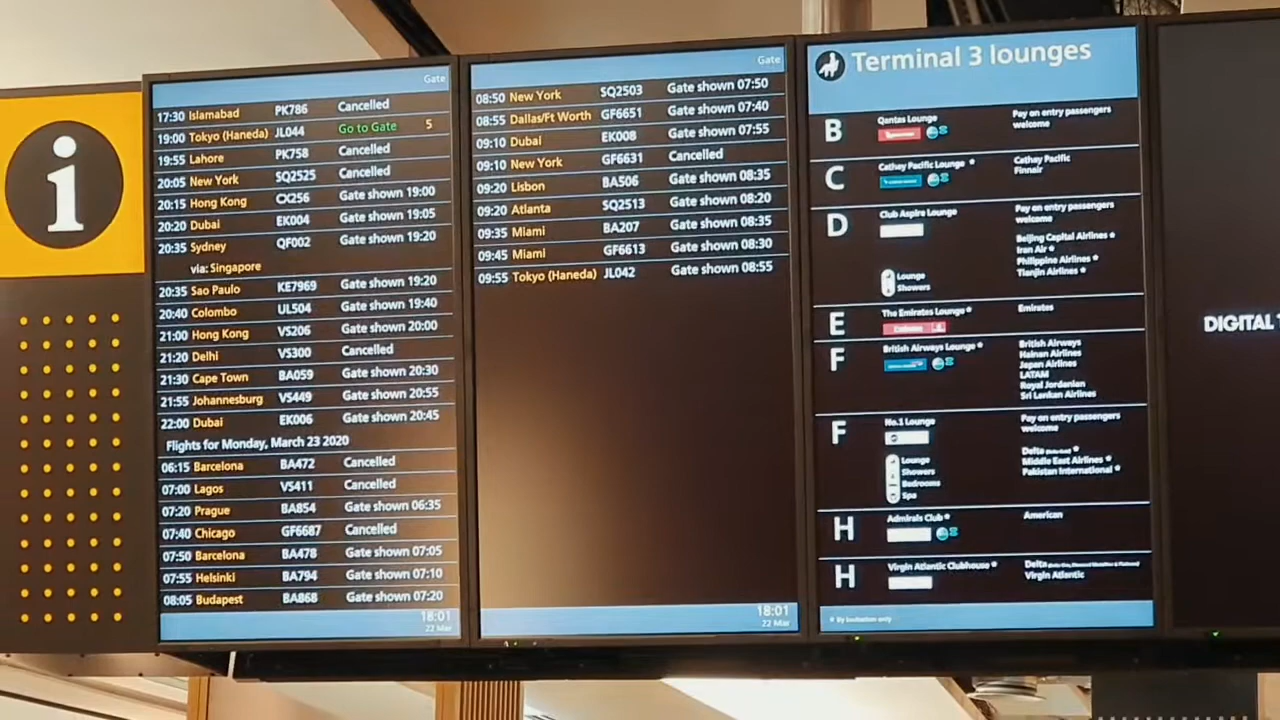 i
Gate
17:30 Islamabad PK786 Cancelled
19:00 Tokyo (Haneda) JL044 Go to Gate 5
19:55 Lahore PK758 Cancelled
20:05 New York SQ2525 Cancelled
20:15 Hong Kong CX256 Gate shown 19:00
20:20 Dubai EK004 Gate shown 19:05
20:35 Sydney QF002 Gate shown 19:20
via: Singapore
20:35 Sao Paulo KE7969 Gate shown 19:20
20:40 Colombo UL504 Gate shown 19:40
21:00 Hong Kong VS206 Gate shown 20:00
21:20 Delhi VS300 Cancelled
21:30 Cape Town BA059 Gate shown 20:30
21:55 Johannesburg VS449 Gate shown 20:55
22:00 Dubai EK006 Gate shown 20:45
Flights for Monday, March 23 2020
06:15 Barcelona BA472 Cancelled
07:00 Lagos VS411 Cancelled
07:20 Prague BA854 Gate shown 06:35
07:40 Chicago GF6687 Cancelled
07:50 Barcelona BA478 Gate shown 07:05
07:55 Helsinki BA794 Gate shown 07:10
08:05 Budapest BA868 Gate shown 07:20
18:01
22 Mar
Gate
08:50 New York SQ2503 Gate shown 07:50
08:55 Dallas/Ft Worth GF6651 Gate shown 07:40
09:10 Dubai EK008 Gate shown 07:55
09:10 New York GF6631 Cancelled
09:20 Lisbon BA506 Gate shown 08:35
09:20 Atlanta SQ2513 Gate shown 08:20
09:35 Miami BA207 Gate shown 08:35
09:45 Miami GF6613 Gate shown 08:30
09:55 Tokyo (Haneda) JL042 Gate shown 08:55
18:01
22 Mar
Terminal 3 lounges
B Qantas Lounge Pay on entry passengers
welcome
C Cathay Pacific Lounge * Cathay Pacific
Finnair
D Club Aspire Lounge Pay on entry passengers
welcome
Beijing Capital Airlines *
Iran Air *
Philippine Airlines *
Lounge Tianjin Airlines *
Showers
E The Emirates Lounge * Emirates
Emirates
F British Airways Lounge * British Airways
Hainan Airlines
Japan Airlines
LATAM
Royal Jordanian
Sri Lankan Airlines
F No.1 Lounge Pay on entry passengers
welcome
Delta *
Lounge Middle East Airlines *
Showers Pakistan International *
Bedrooms
Spa
H Admirals Club * American
H Virgin Atlantic Clubhouse * Delta
Virgin Atlantic
* By invitation only
DIGITAL